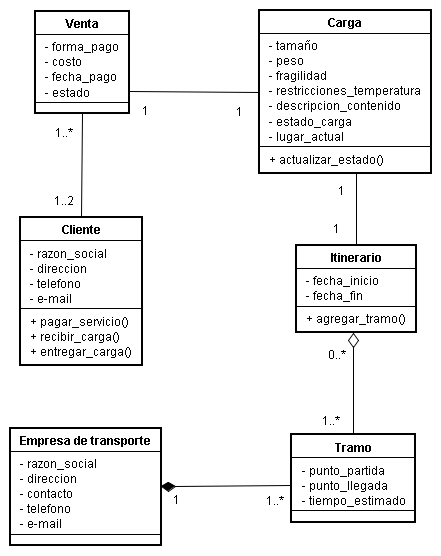 Venta
- forma_pago
- costo
- fecha_pago
- estado
Carga
- tamaño
- peso
- fragilidad
- restricciones_temperatura
- descripcion_contenido
- estado_carga
- lugar_actual
+ actualizar_estado()
1
1
1..*
1..2
1
1
Cliente
- razon_social
- direccion
- telefono
- e-mail
+ pagar_servicio()
+ recibir_carga()
+ entregar_carga()
Itinerario
- fecha_inicio
- fecha_fin
+ agregar_tramo()
0..*
1..*
Empresa de transporte
- razon_social
- direccion
- contacto
- telefono
- e-mail
1
1..*
Tramo
- punto_partida
- punto_llegada
- tiempo_estimado